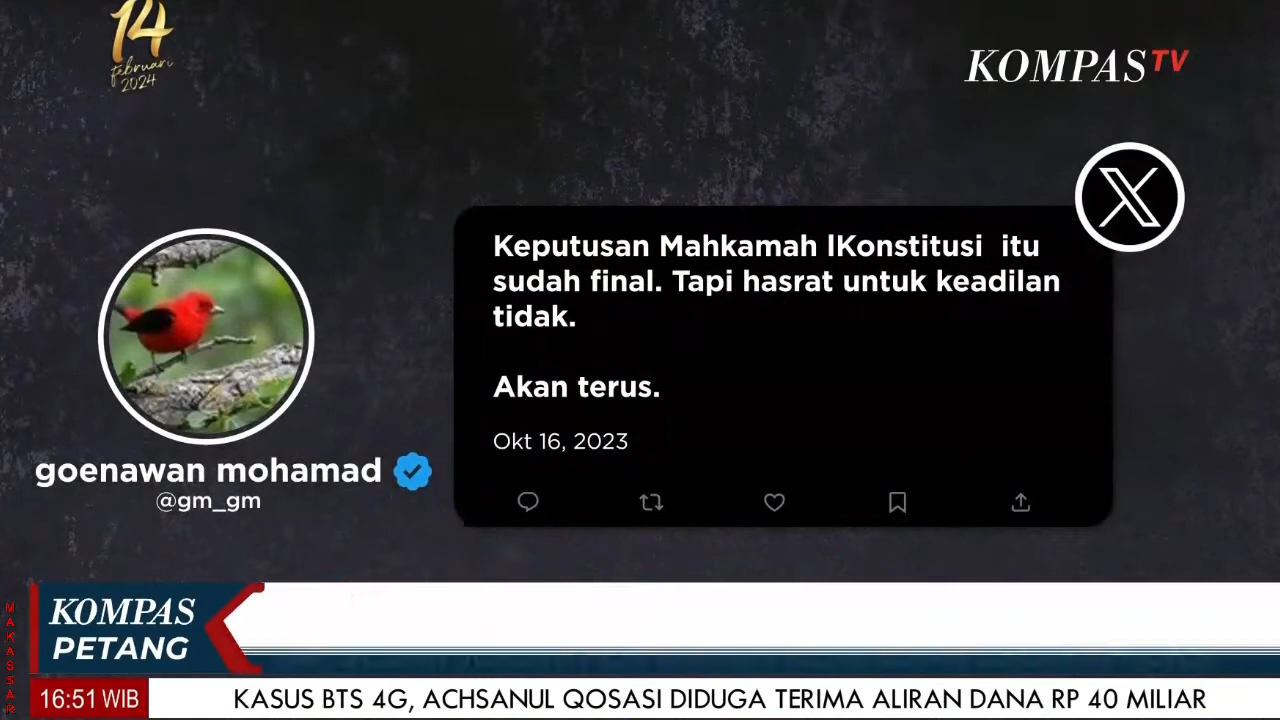 14
februari
2024
KOMPAS TV
X
Keputusan Mahkamah lKonstitusi itu
sudah final. Tapi hasrat untuk keadilan
tidak.
Akan terus.
Okt 16, 2023
goenawan mohamad
@gm_gm
KOMPAS
PETANG
MAKASSAR
16:51 WIB
KASUS BTS 4G, ACHSANUL QOSASI DIDUGA TERIMA ALIRAN DANA RP 40 MILIAR